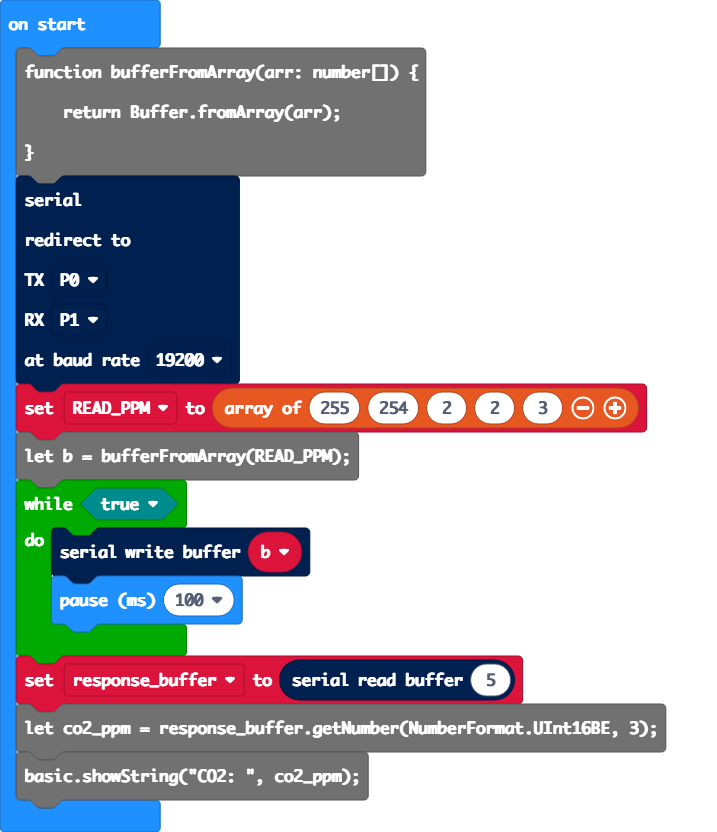 on start
function bufferFromArray(arr: number[]) {
return Buffer.fromArray(arr);
}
serial
redirect to
TX P0
RX P1
at baud rate 19200
set READ_PPM to array of 255 254 2 2 3
let b = bufferFromArray(READ_PPM);
while true
do
serial write buffer b
pause (ms) 100
set response_buffer to serial read buffer 5
let co2_ppm = response_buffer.getNumber(NumberFormat.UInt16BE, 3);
basic.showString("CO2: ", co2_ppm);